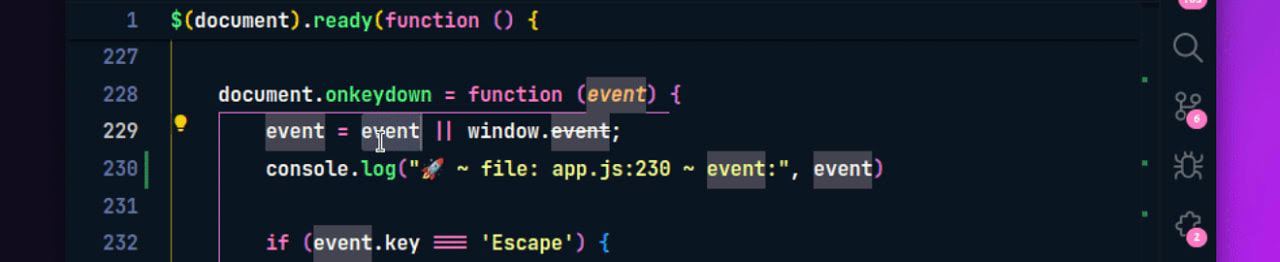 1 $(document).ready(function () {
227
228 document.onkeydown = function (event) {
229 event = event || window.event;
230 console.log("🚀 ~ file: app.js:230 ~ event:", event)
231
232 if (event.key === 'Escape') {
6
2